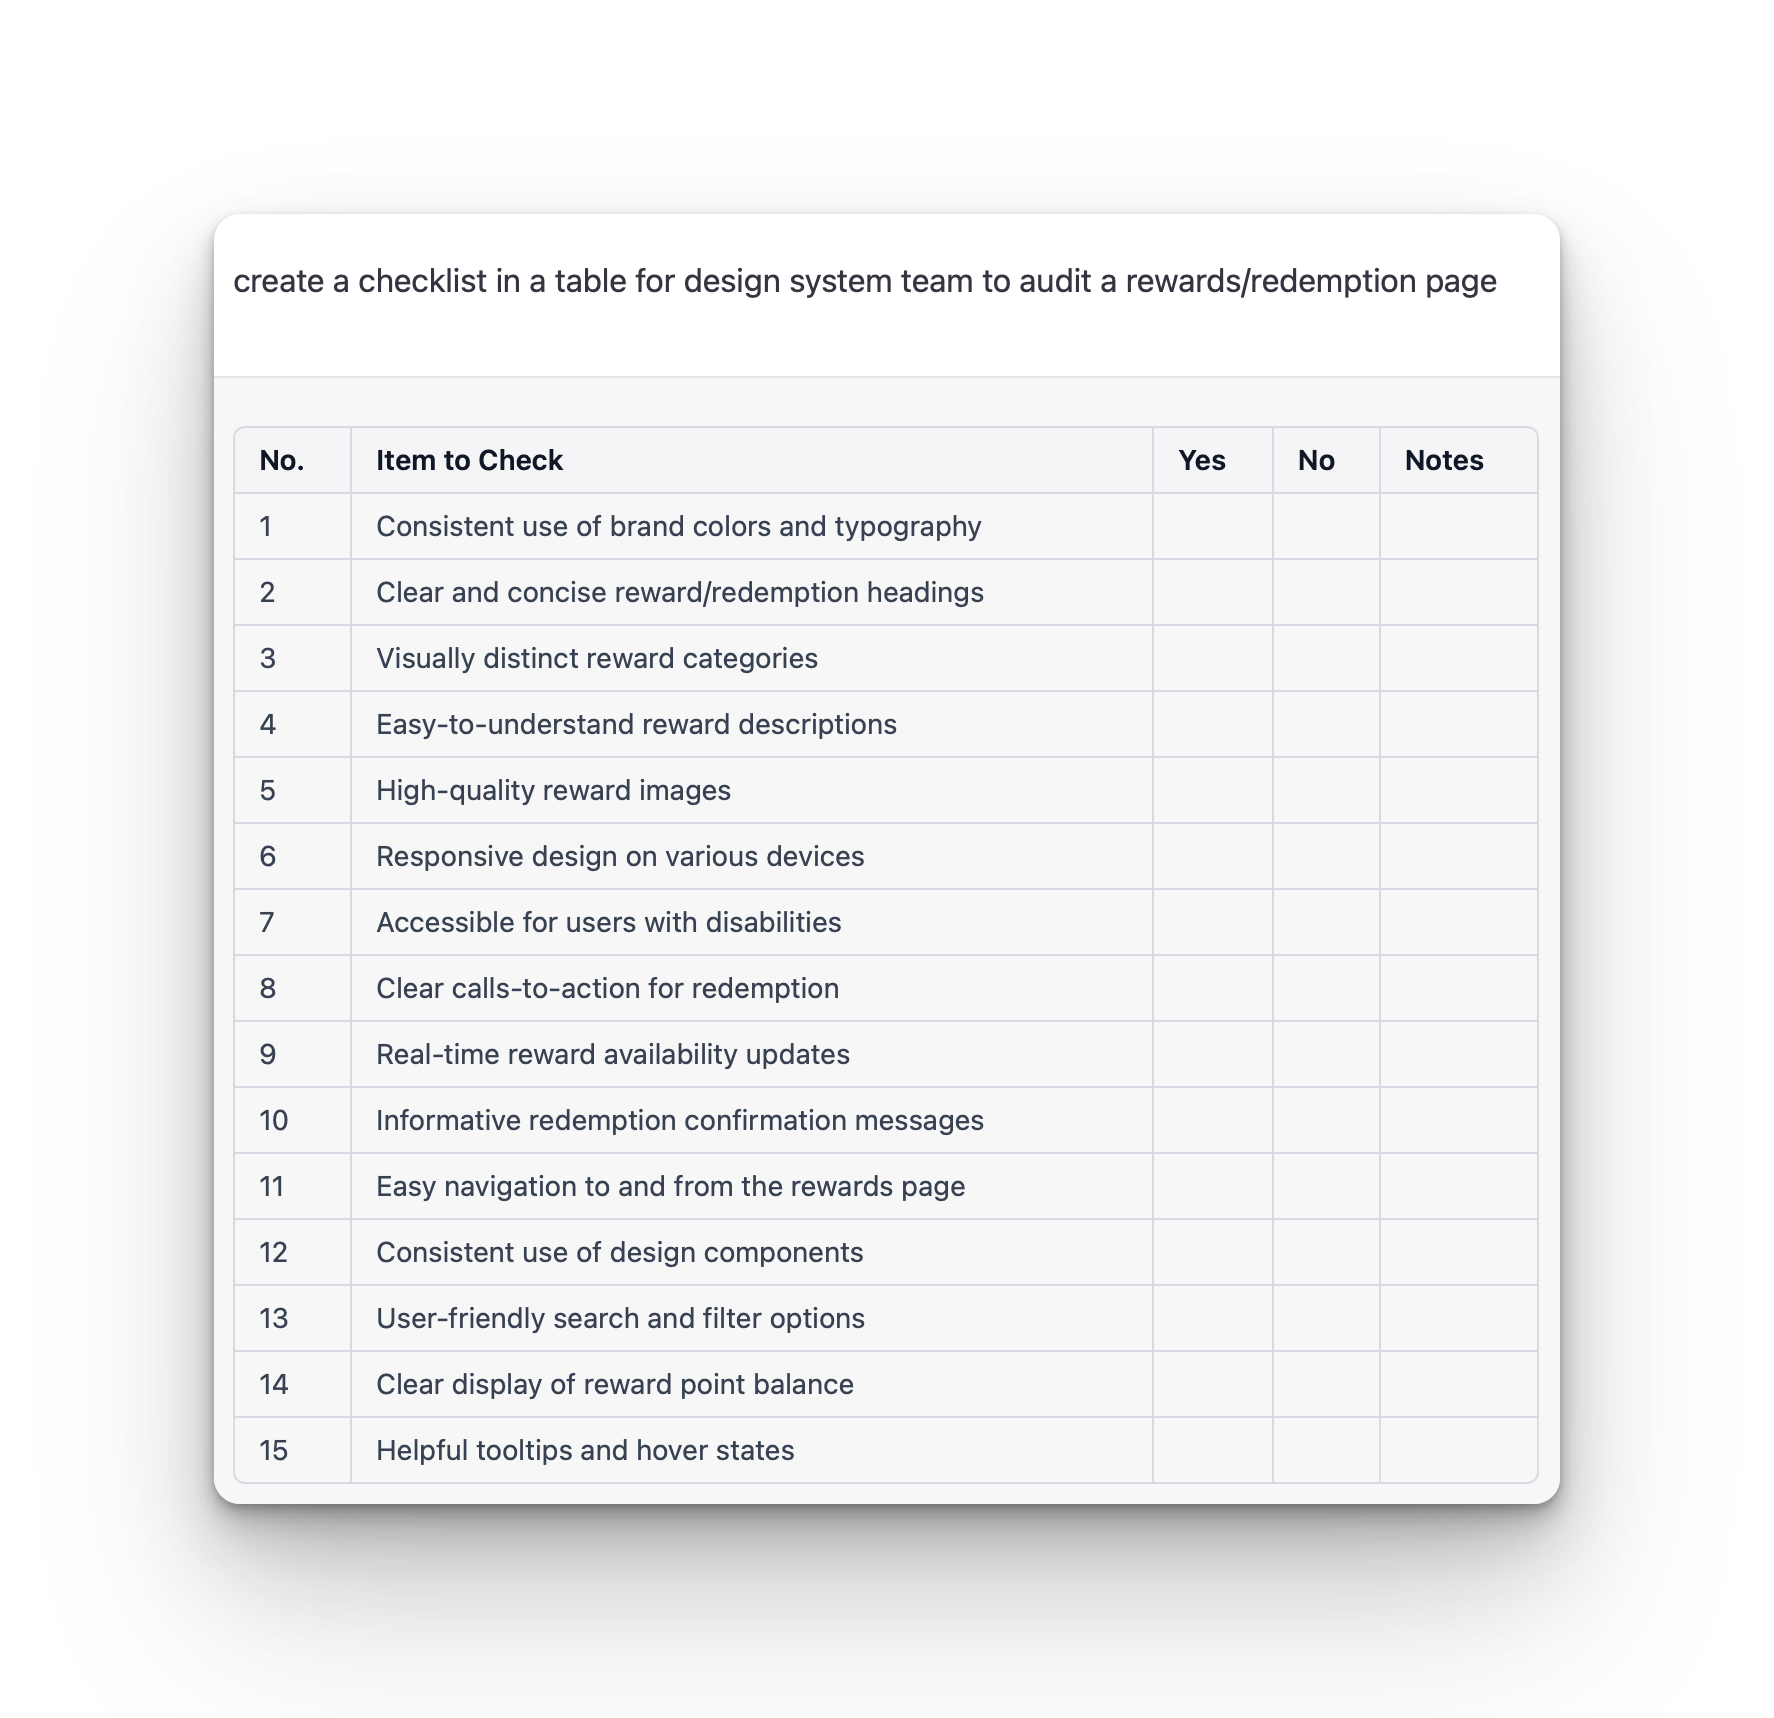 create a checklist in a table for design system team to audit a rewards/redemption page
No. Item to Check Yes No Notes
1 Consistent use of brand colors and typography
2 Clear and concise reward/redemption headings
3 Visually distinct reward categories
4 Easy-to-understand reward descriptions
5 High-quality reward images
6 Responsive design on various devices
7 Accessible for users with disabilities
8 Clear calls-to-action for redemption
9 Real-time reward availability updates
10 Informative redemption confirmation messages
11 Easy navigation to and from the rewards page
12 Consistent use of design components
13 User-friendly search and filter options
14 Clear display of reward point balance
15 Helpful tooltips and hover states